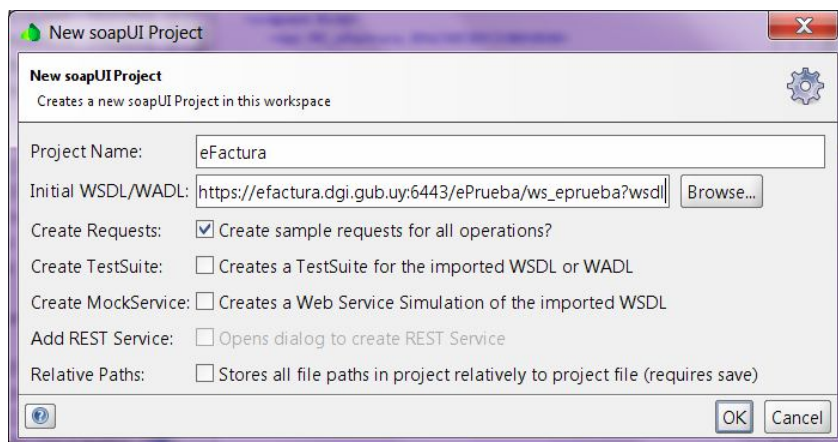 New soapUI Project
New soapUI Project
Creates a new soapUI Project in this workspace
Project Name: eFactura
Initial WSDL/WADL: https://efactura.dgi.gub.uy:6443/ePrueba/ws_eprueba?wsdl Browse...
Create Requests: Create sample requests for all operations?
Create TestSuite: Creates a TestSuite for the imported WSDL or WADL
Create MockService: Creates a Web Service Simulation of the imported WSDL
Add REST Service: Opens dialog to create REST Service
Relative Paths: Stores all file paths in project relatively to project file (requires save)
OK Cancel